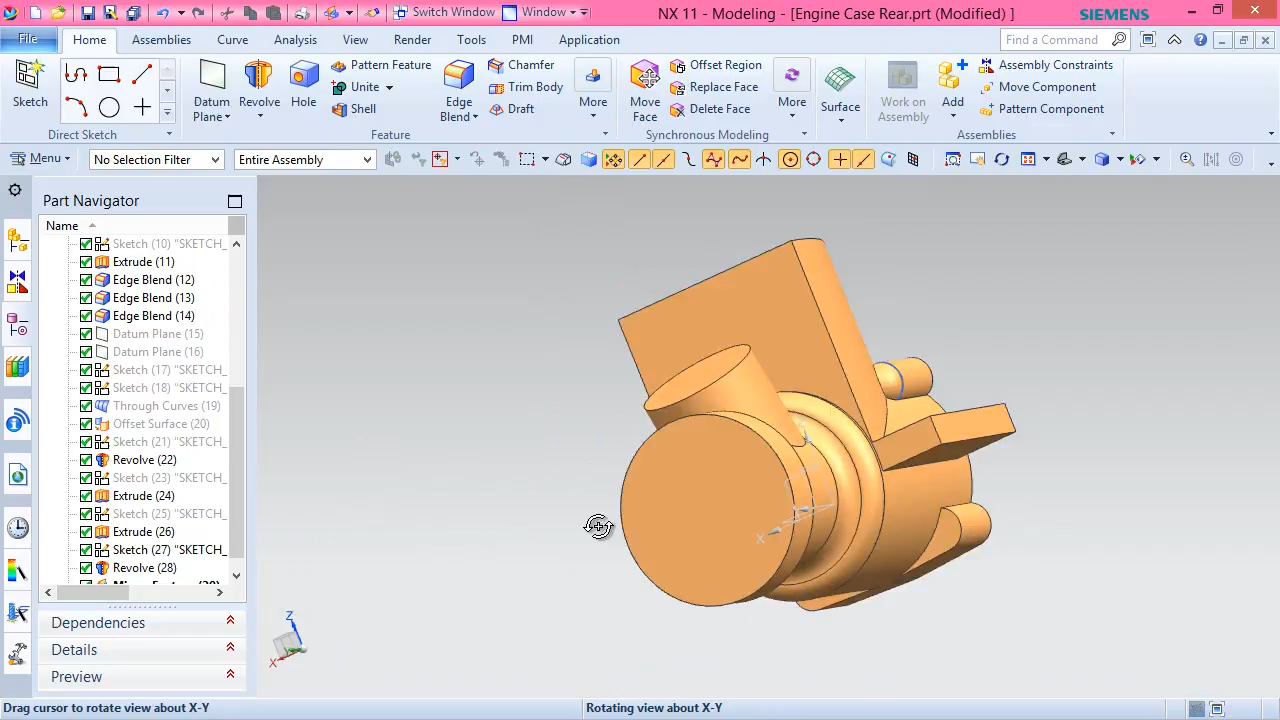 Switch Window Window NX 11 - Modeling - [Engine Case Rear.prt (Modified) ] SIEMENS
File Home Assemblies Curve Analysis View Render Tools PMI Application Find a Command
Sketch
Datum Plane
Revolve
Hole
Pattern Feature
Unite
Shell
Edge Blend
Chamfer
Trim Body
Draft
More
Move Face
Offset Region
Replace Face
Delete Face
More
Surface
Work on Assembly
Add
Assembly Constraints
Move Component
Pattern Component
Direct Sketch Feature Synchronous Modeling Assemblies
Menu No Selection Filter Entire Assembly
Part Navigator
Name
Sketch (10) "SKETCH_
Extrude (11)
Edge Blend (12)
Edge Blend (13)
Edge Blend (14)
Datum Plane (15)
Datum Plane (16)
Sketch (17) "SKETCH_
Sketch (18) "SKETCH_
Through Curves (19)
Offset Surface (20)
Sketch (21) "SKETCH_
Revolve (22)
Sketch (23) "SKETCH_
Extrude (24)
Sketch (25) "SKETCH_
Extrude (26)
Sketch (27) "SKETCH_
Revolve (28)
Dependencies
Details
Preview
X
Z
X
Drag cursor to rotate view about X-Y Rotating view about X-Y